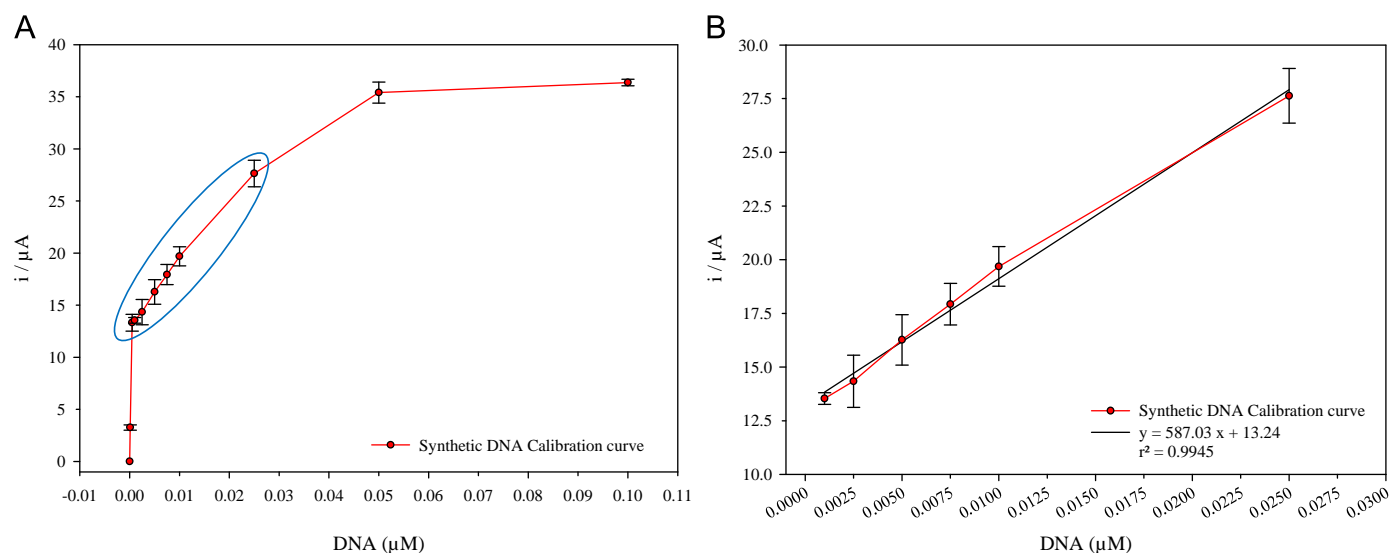 A
40
35
30
25
20
15
10
5
0
i / µA
-0.01 0.00 0.01 0.02 0.03 0.04 0.05 0.06 0.07 0.08 0.09 0.10 0.11
DNA (µM)
Synthetic DNA Calibration curve
B
30.0
27.5
25.0
22.5
20.0
17.5
15.0
12.5
10.0
i / µA
0.0000 0.0025 0.0050 0.0075 0.0100 0.0125 0.0150 0.0175 0.0200 0.0225 0.0250 0.0275 0.0300
DNA (µM)
Synthetic DNA Calibration curve
y = 587.03 x + 13.24
r² = 0.9945